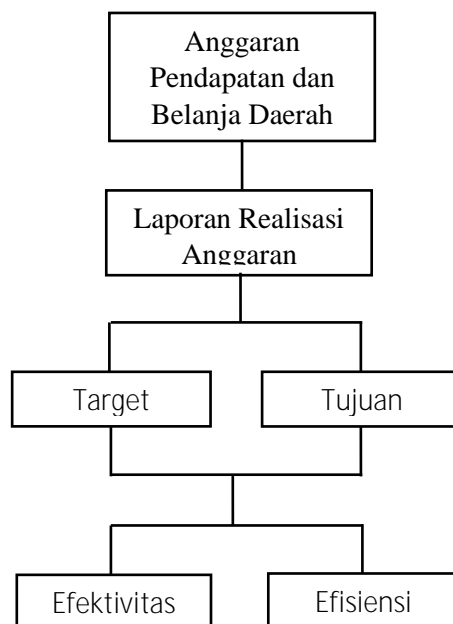 Anggaran
Pendapatan dan
Belanja Daerah
Laporan Realisasi
Anggaran
Target
Tujuan
Efektivitas
Efisiensi